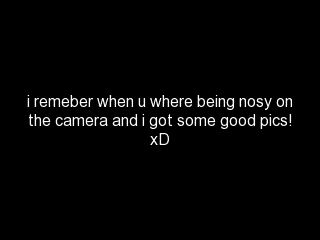 i remeber when u where being nosy on
the camera and i got some good pics!
xD